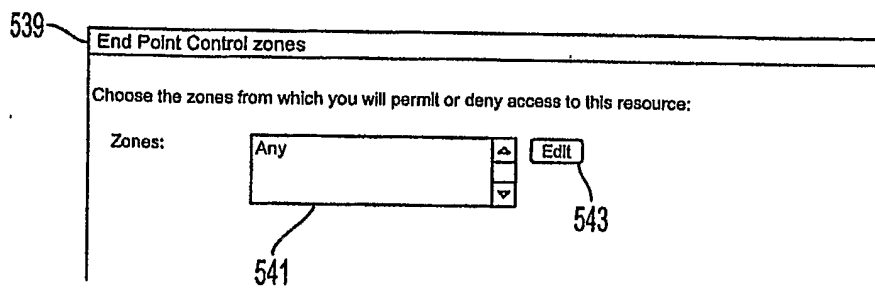 539
End Point Control zones
Choose the zones from which you will permit or deny access to this resource:
Zones:
Any
Edit
543
541